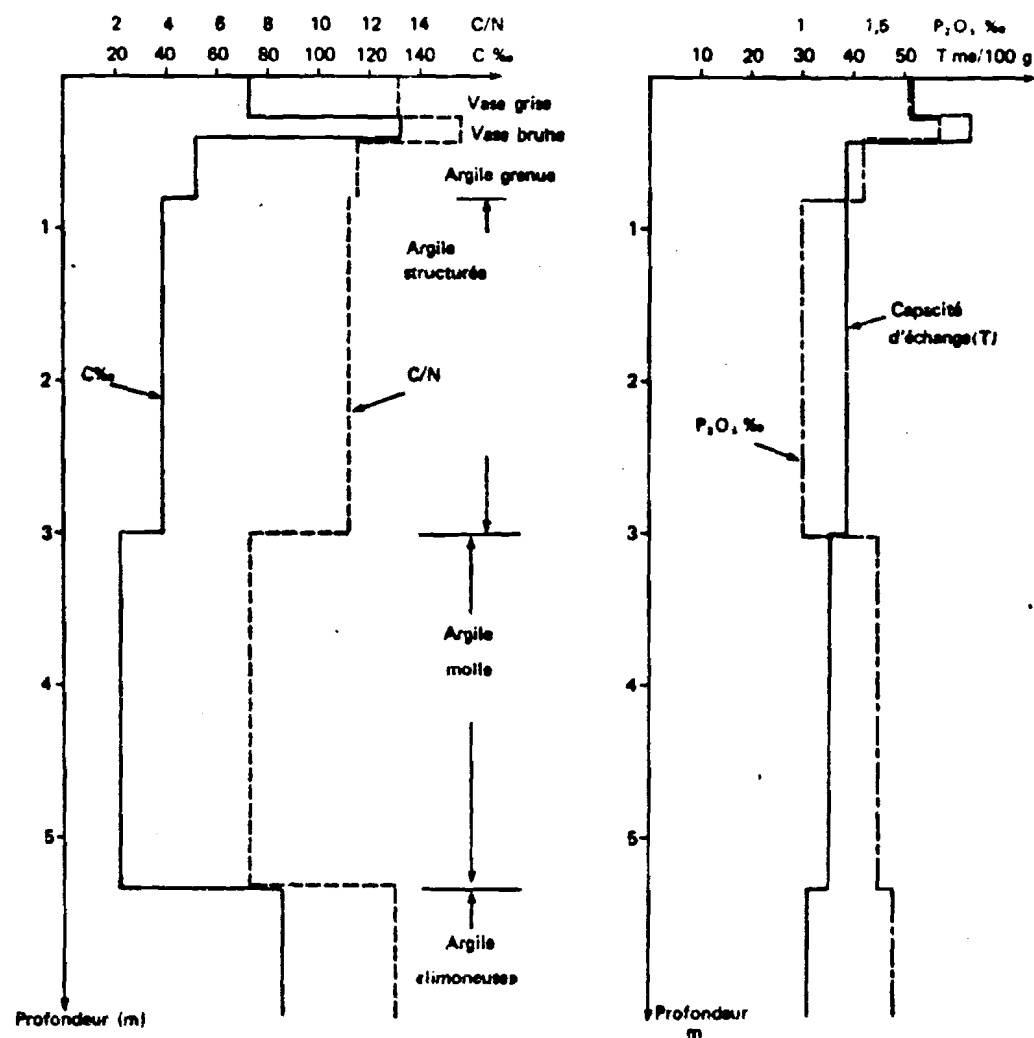 2 4 6 8 10 12 14 C/N
20 40 60 80 100 120 140 C ‰
Vase grise
Vase bruhe
Argile grenue
1
Argile
structurée
2
C‰
C/N
3
Argile
molle
4
5
Argile
«limoneuse»
Profondeur (m)
1 1,5 P₂O₅ ‰
10 20 30 40 50 T me/100 g
1
Capacité
d'échange(T)
2
P₂O₅ ‰
3
4
5
Profondeur
m